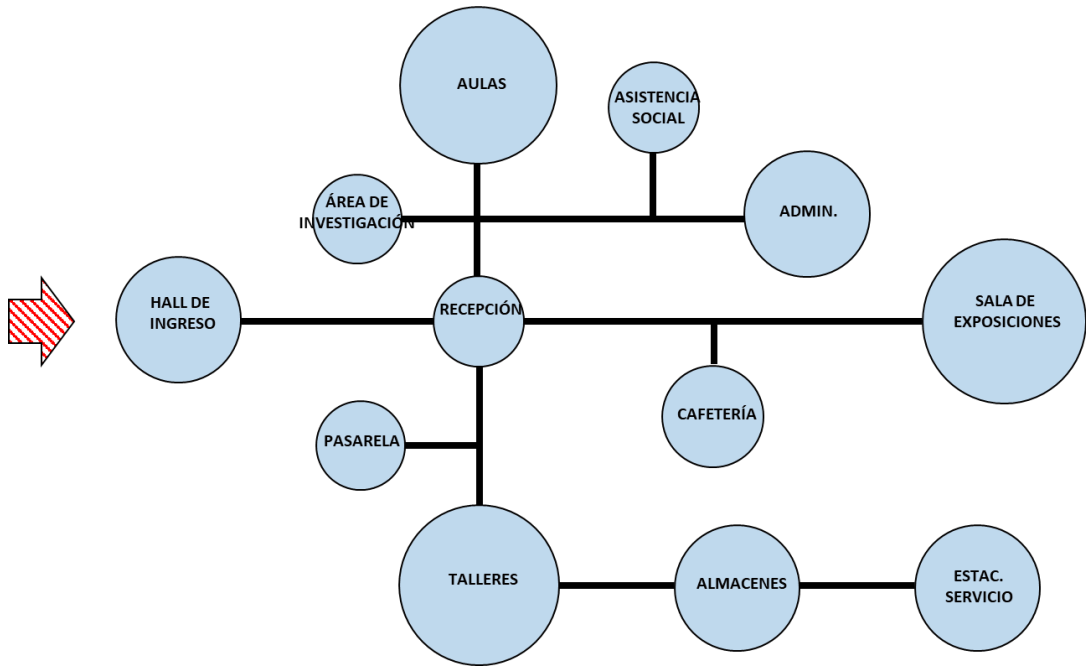 AULAS
ASISTENCIA
SOCIAL
ÁREA DE
INVESTIGACIÓN
ADMIN.
HALL DE
INGRESO
RECEPCIÓN
SALA DE
EXPOSICIONES
CAFETERÍA
PASARELA
TALLERES
ALMACENES
ESTAC.
SERVICIO